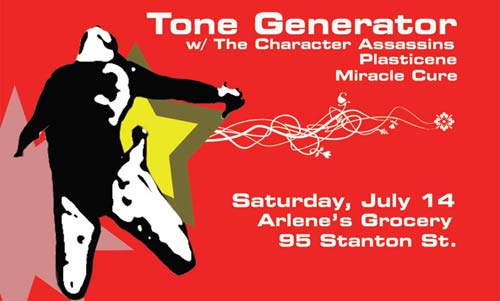 Tone Generator
w/ The Character Assassins
Plasticene
Miracle Cure
Saturday, July 14
Arlene's Grocery
95 Stanton St.